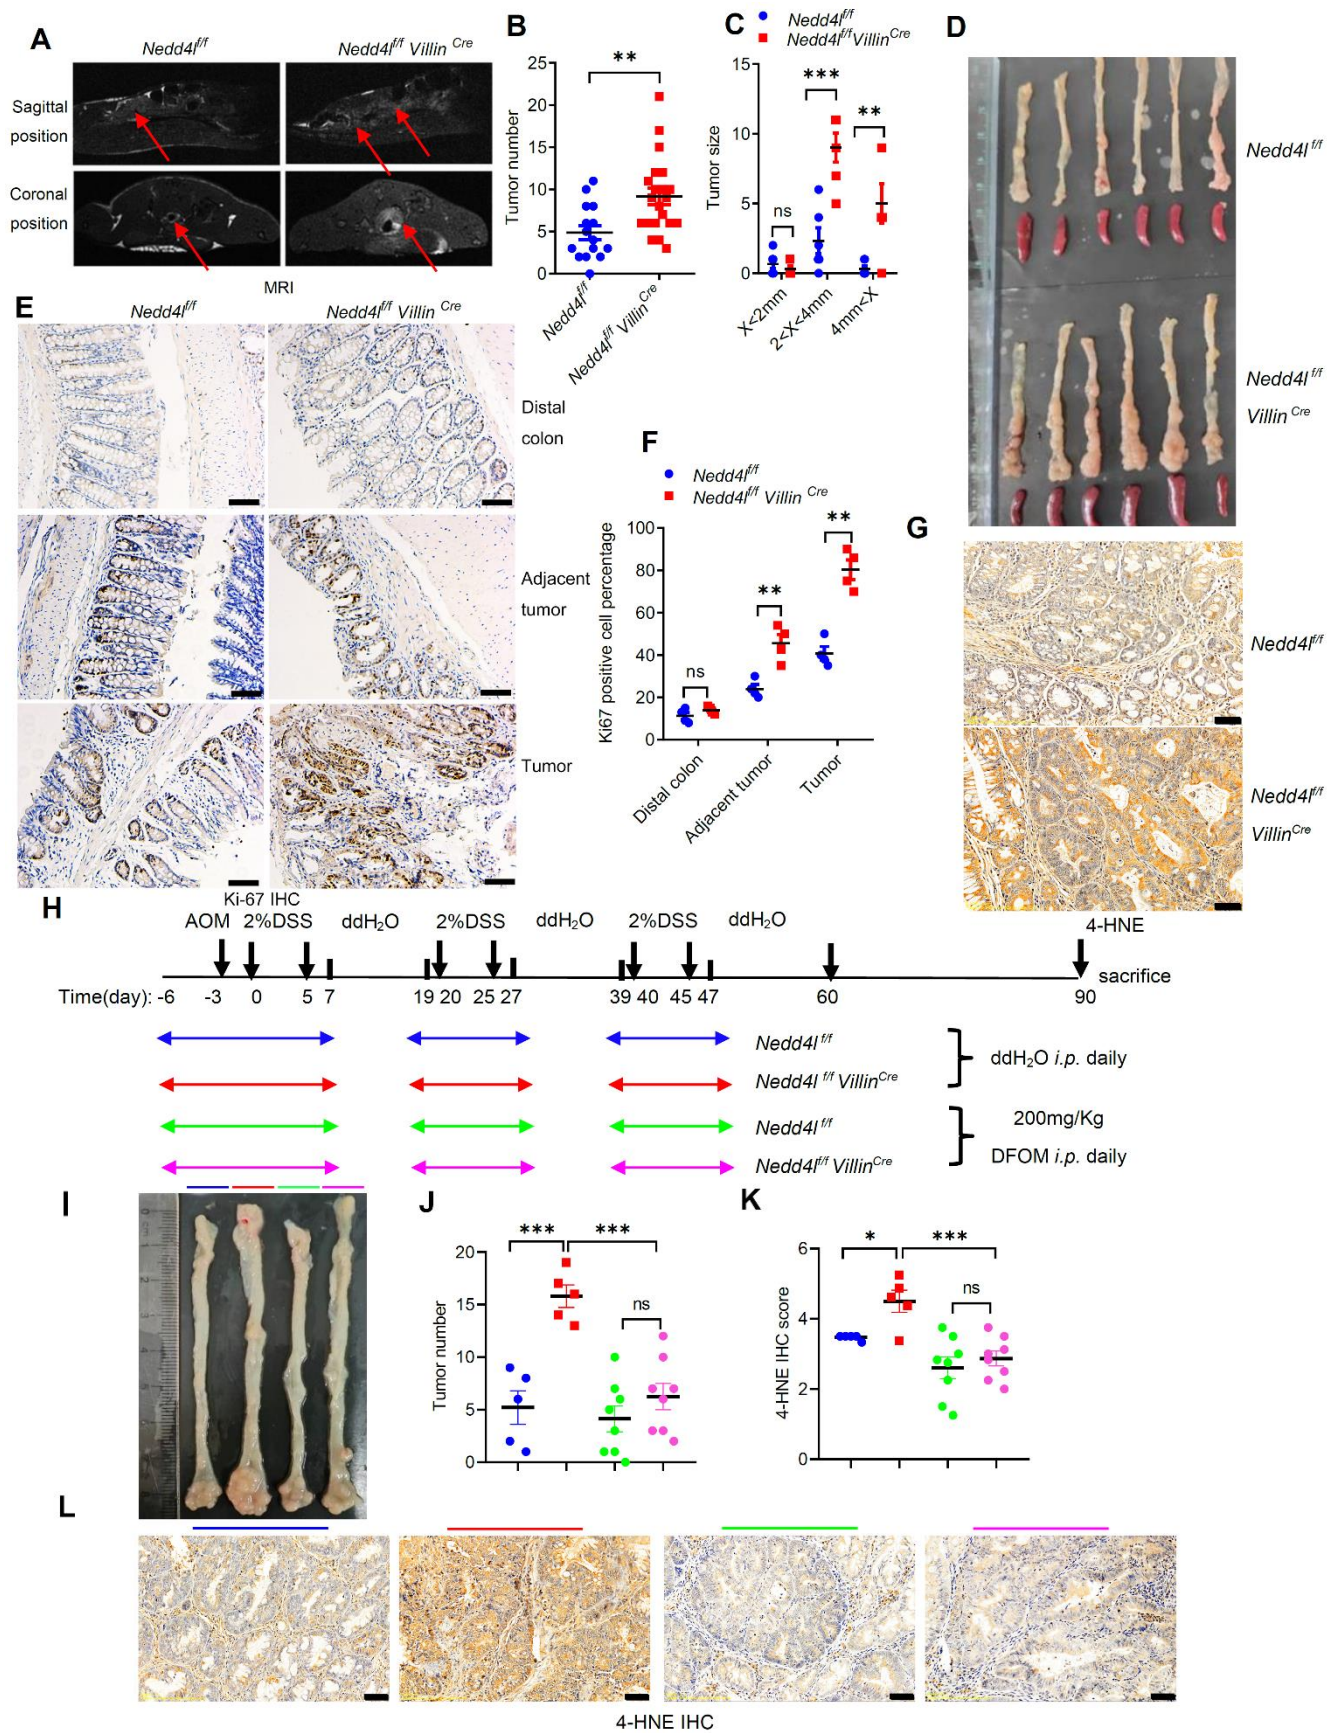 A
Nedd4l^f/f
Nedd4l^f/f Villin^Cre
Sagittal
position
Coronal
position
MRI
B
**
Tumor number
25
20
15
10
5
0
Nedd4l^f/f
Nedd4l^f/f Villin^Cre
C
Nedd4l^f/f
Nedd4l^f/f Villin^Cre
Tumor size
15
10
5
0
ns
***
**
X<2mm
2<X<4mm
4mm<X
D
Nedd4l^f/f
Nedd4l^f/f
Villin^Cre
E
Nedd4l^f/f
Nedd4l^f/f Villin^Cre
Distal
colon
Adjacent
tumor
Tumor
Ki-67 IHC
F
Nedd4l^f/f
Nedd4l^f/f Villin^Cre
Ki67 positive cell percentage
100
80
60
40
20
0
ns
**
**
Distal colon
Adjacent tumor
Tumor
G
Nedd4l^f/f
Nedd4l^f/f
Villin^Cre
4-HNE
H
AOM 2%DSS ddH₂O 2%DSS ddH₂O 2%DSS ddH₂O
sacrifice
Time(day): -6 -3 0 5 7 19 20 25 27 39 40 45 47 60 90
Nedd4l^f/f
Nedd4l^f/f Villin^Cre
ddH₂O i.p. daily
Nedd4l^f/f
Nedd4l^f/f Villin^Cre
200mg/Kg
DFOM i.p. daily
I
J
Tumor number
20
15
10
5
0
***
***
ns
K
4-HNE IHC score
6
4
2
0
*
***
ns
L
4-HNE IHC